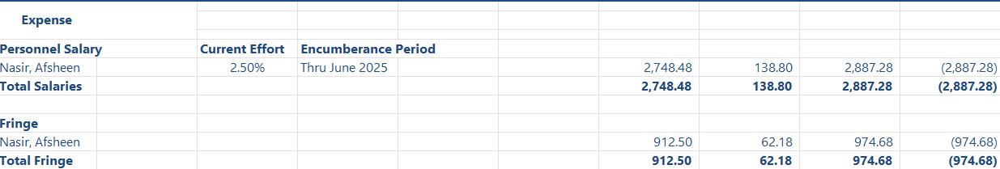 Expense
Personnel Salary Current Effort Encumberance Period
Nasir, Afsheen 2.50% Thru June 2025 2,748.48 138.80 2,887.28 (2,887.28)
Total Salaries 2,748.48 138.80 2,887.28 (2,887.28)
Fringe
Nasir, Afsheen 912.50 62.18 974.68 (974.68)
Total Fringe 912.50 62.18 974.68 (974.68)